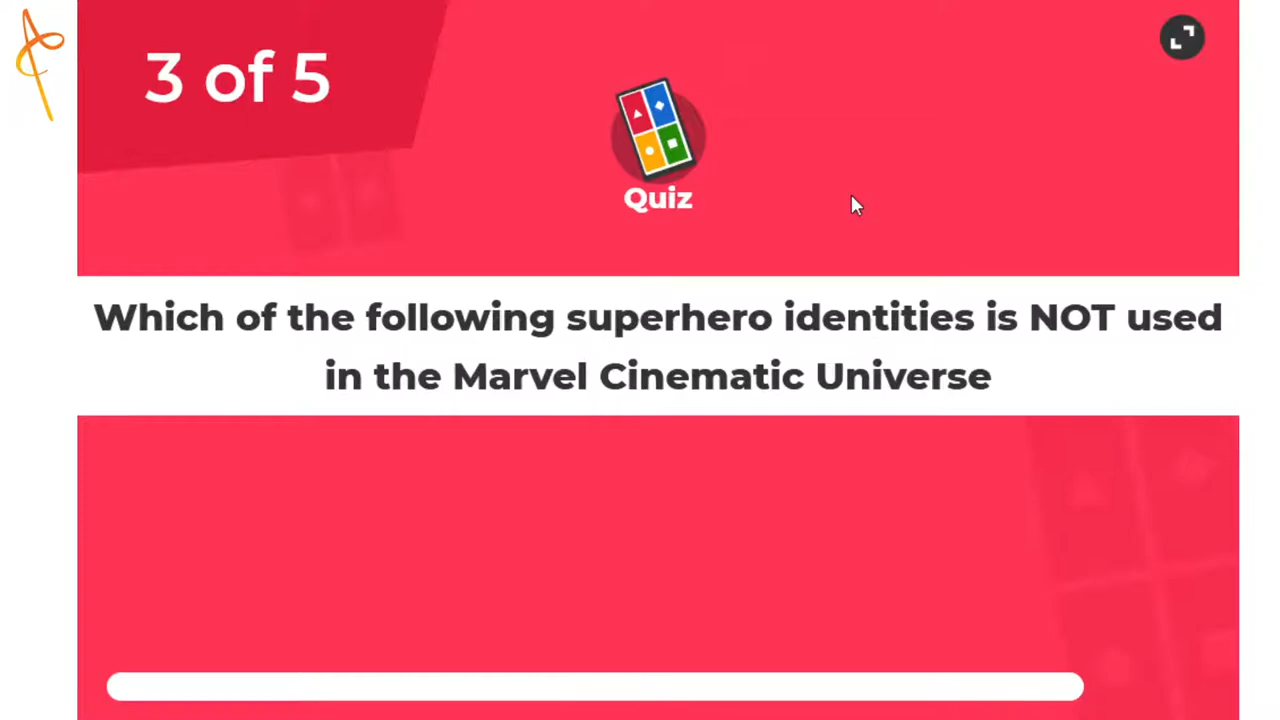 3 of 5
Quiz
Which of the following superhero identities is NOT used
in the Marvel Cinematic Universe